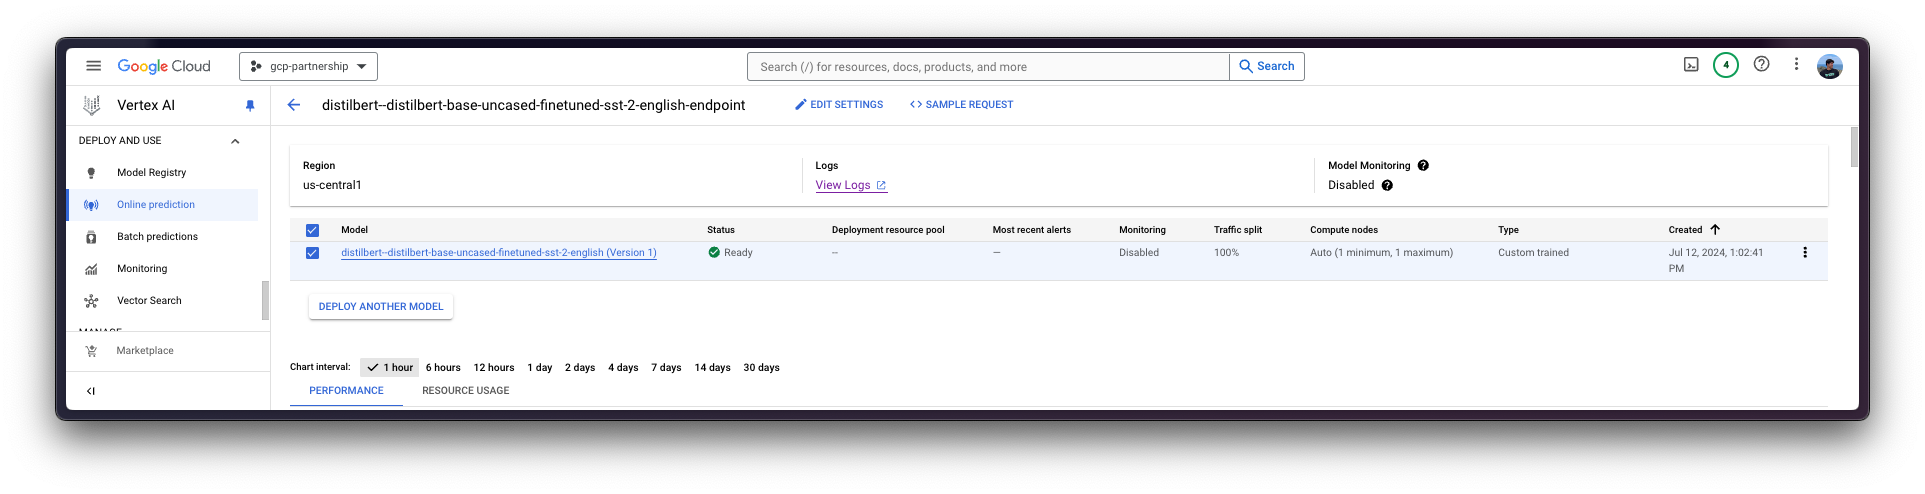 Google Cloud
gcp-partnership
Search (/) for resources, docs, products, and more
Search
4
Vertex AI
distilbert--distilbert-base-uncased-finetuned-sst-2-english-endpoint
EDIT SETTINGS
SAMPLE REQUEST
DEPLOY AND USE
Model Registry
Online prediction
Batch predictions
Monitoring
Vector Search
MANAGE
Marketplace
Region
us-central1
Logs
View Logs
Model Monitoring
Disabled
Model Status Deployment resource pool Most recent alerts Monitoring Traffic split Compute nodes Type Created
distilbert--distilbert-base-uncased-finetuned-sst-2-english (Version 1) Ready -- — Disabled 100% Auto (1 minimum, 1 maximum) Custom trained Jul 12, 2024, 1:02:41
PM
DEPLOY ANOTHER MODEL
Chart interval: 1 hour 6 hours 12 hours 1 day 2 days 4 days 7 days 14 days 30 days
PERFORMANCE RESOURCE USAGE